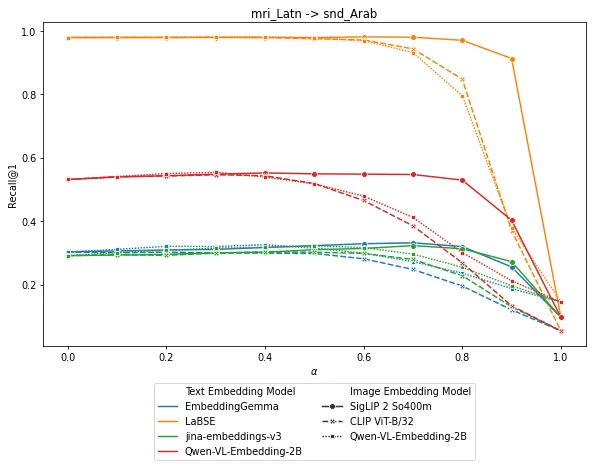 mri_Latn -> snd_Arab
Recall@1
1.0
0.8
0.6
0.4
0.2
0.0 0.2 0.4 0.6 0.8 1.0
α
Text Embedding Model Image Embedding Model
EmbeddingGemma SigLIP 2 So400m
LaBSE CLIP ViT-B/32
jina-embeddings-v3 Qwen-VL-Embedding-2B
Qwen-VL-Embedding-2B